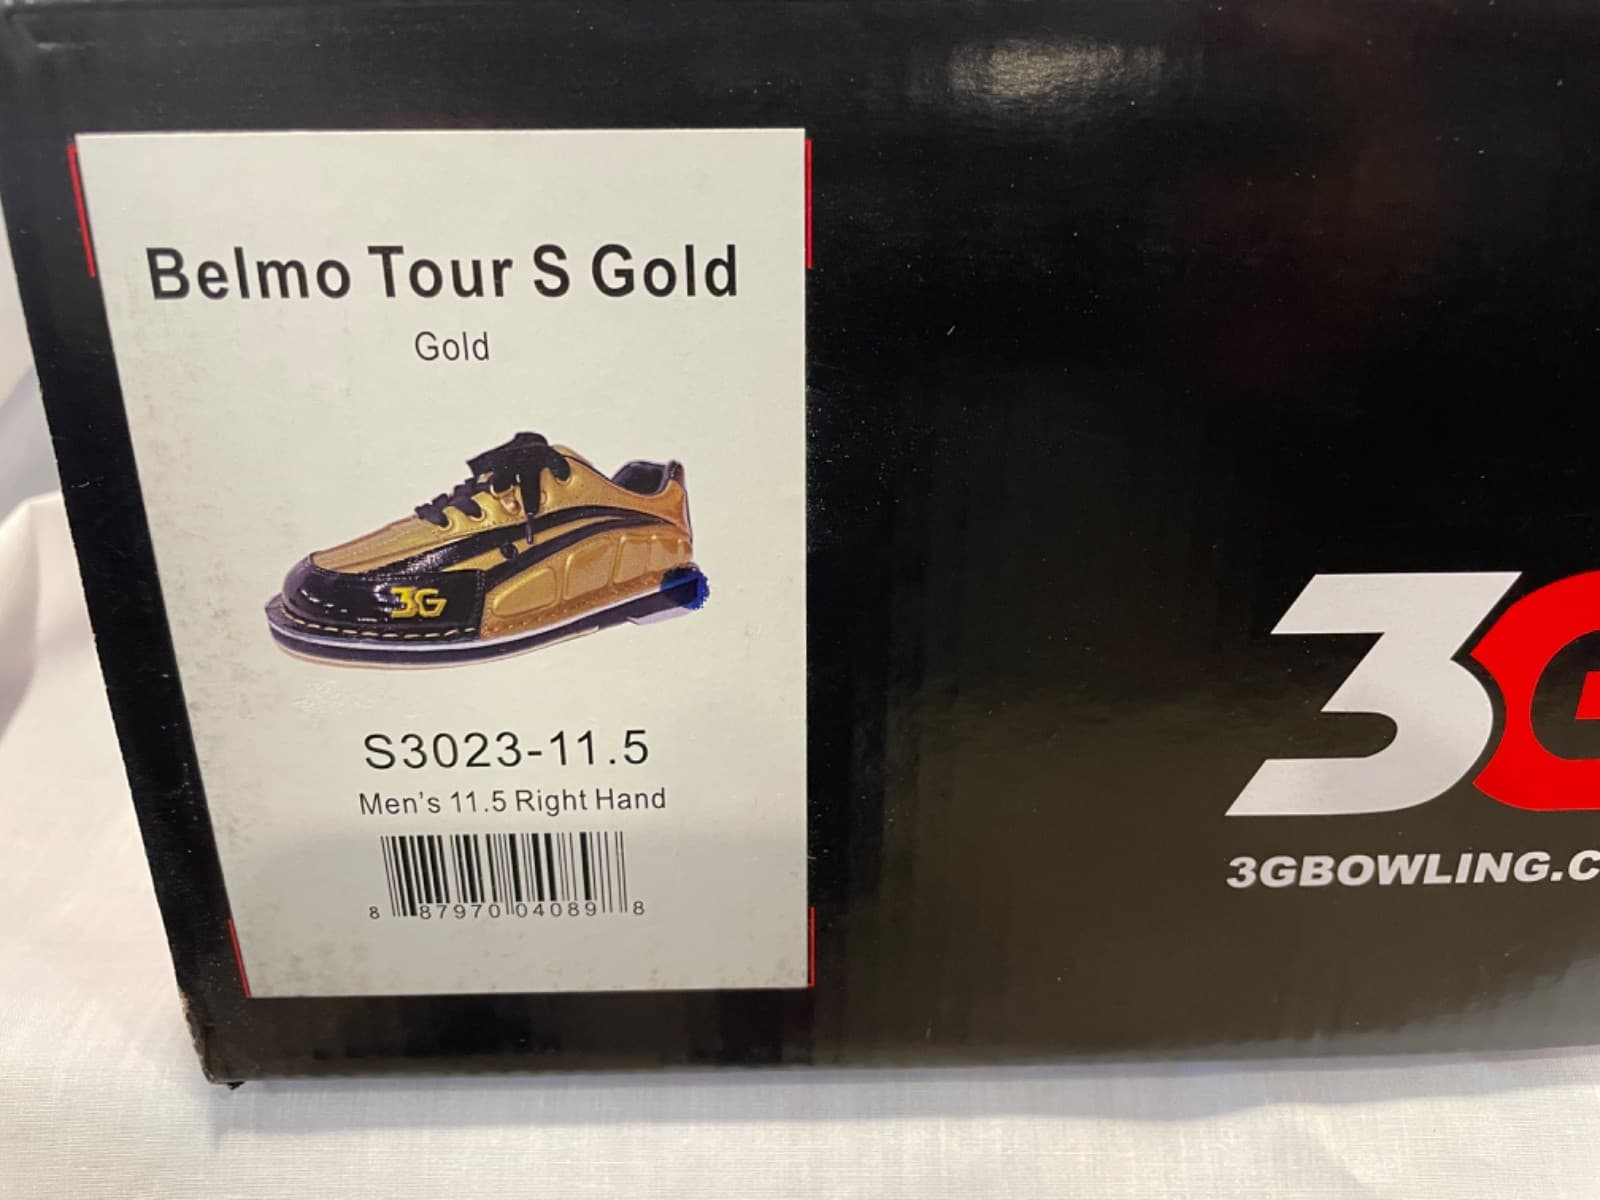 Belmo Tour S Gold
Gold
3G
S3023-11.5
Men's 11.5 Right Hand
8 87970 04089 8
3G
3GBOWLING.C